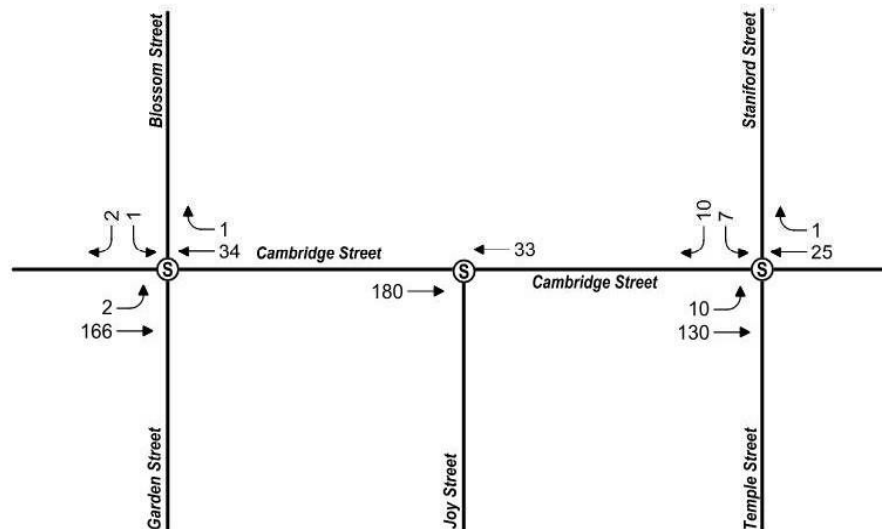 Blossom Street
Staniford Street
2 1 1
34
Cambridge Street
33
10 7 1
25
2
166
180
Cambridge Street
10
130
Garden Street
Joy Street
Temple Street
S
S
S